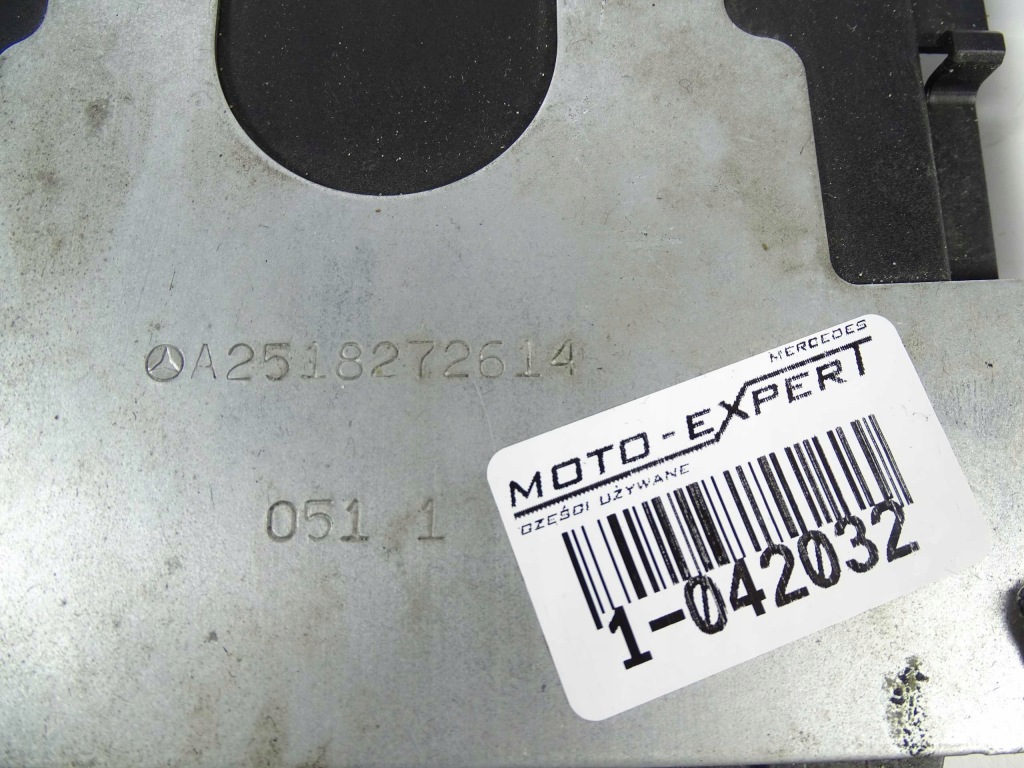 A2518272614
051 1
MERCEDES
MOTO-EXPERT
CZĘŚCI UŻYWANE
1-042032